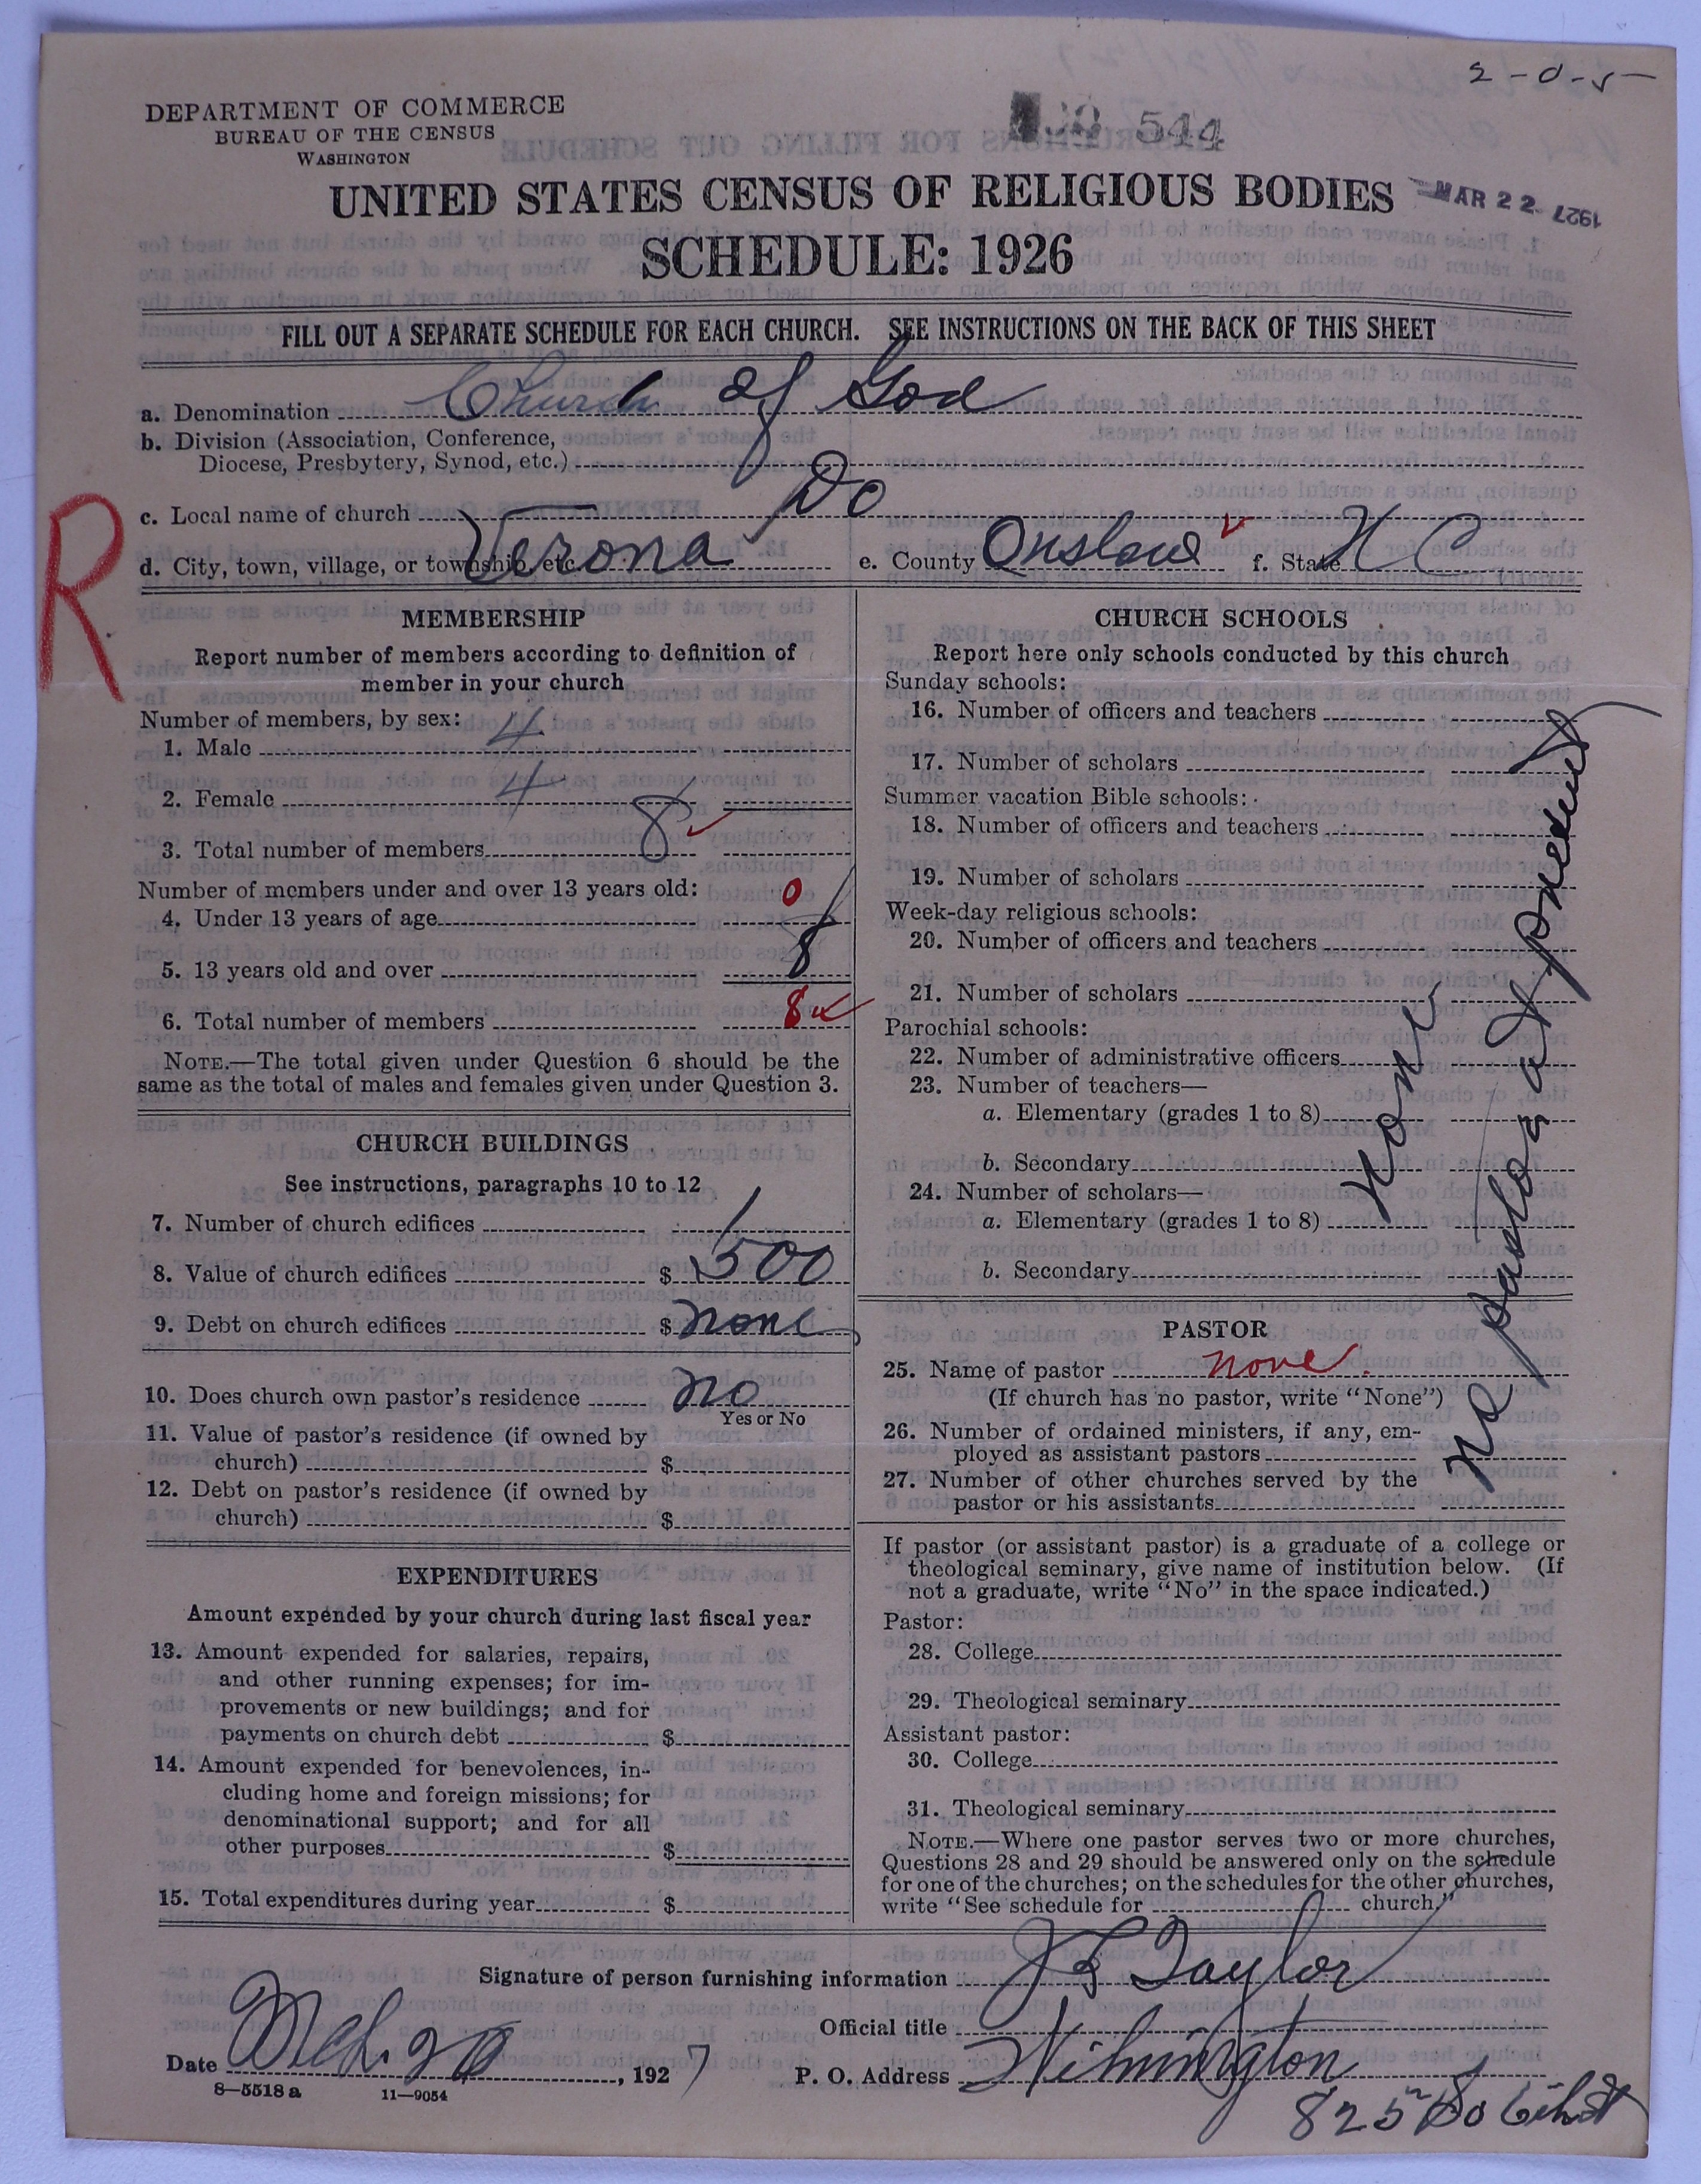 2-0-5
DEPARTMENT OF COMMERCE
BUREAU OF THE CENSUS
WASHINGTON
544
UNITED STATES CENSUS OF RELIGIOUS BODIES
MAR 22 1927
SCHEDULE: 1926
FILL OUT A SEPARATE SCHEDULE FOR EACH CHURCH. SEE INSTRUCTIONS ON THE BACK OF THIS SHEET
a. Denomination Church of God
b. Division (Association, Conference,
Diocese, Presbytery, Synod, etc.)
R
c. Local name of church Do
d. City, town, village, or township, etc. Verona e. County Onslow f. State N C
MEMBERSHIP
Report number of members according to definition of
member in your church
Number of members, by sex:
1. Male 4
2. Female 4
3. Total number of members 8
Number of members under and over 13 years old:
4. Under 13 years of age 0
5. 13 years old and over 8
6. Total number of members 8
NOTE.—The total given under Question 6 should be the
same as the total of males and females given under Question 3.
CHURCH BUILDINGS
See instructions, paragraphs 10 to 12
7. Number of church edifices 1
8. Value of church edifices $ 500
9. Debt on church edifices $ none
10. Does church own pastor's residence no
Yes or No
11. Value of pastor's residence (if owned by
church) $
12. Debt on pastor's residence (if owned by
church) $
EXPENDITURES
Amount expended by your church during last fiscal year
13. Amount expended for salaries, repairs,
and other running expenses; for im-
provements or new buildings; and for
payments on church debt $
14. Amount expended for benevolences, in-
cluding home and foreign missions; for
denominational support; and for all
other purposes $
15. Total expenditures during year $
CHURCH SCHOOLS
Report here only schools conducted by this church
Sunday schools:
16. Number of officers and teachers
17. Number of scholars
Summer vacation Bible schools:
18. Number of officers and teachers
19. Number of scholars
Week-day religious schools:
20. Number of officers and teachers
21. Number of scholars
Parochial schools:
22. Number of administrative officers
23. Number of teachers—
a. Elementary (grades 1 to 8)
b. Secondary
24. Number of scholars—
a. Elementary (grades 1 to 8)
b. Secondary
None
no pastor at present
PASTOR
25. Name of pastor none
(If church has no pastor, write "None")
26. Number of ordained ministers, if any, em-
ployed as assistant pastors
27. Number of other churches served by the
pastor or his assistants
If pastor (or assistant pastor) is a graduate of a college or
theological seminary, give name of institution below. (If
not a graduate, write "No" in the space indicated.)
Pastor:
28. College
29. Theological seminary
Assistant pastor:
30. College
31. Theological seminary
NOTE.—Where one pastor serves two or more churches,
Questions 28 and 29 should be answered only on the schedule
for one of the churches; on the schedules for the other churches,
write "See schedule for church."
Signature of person furnishing information Taylor
Official title
Date Mch. 20, 1927 P. O. Address Wilmington
8—5518 a 11—9054
825 So